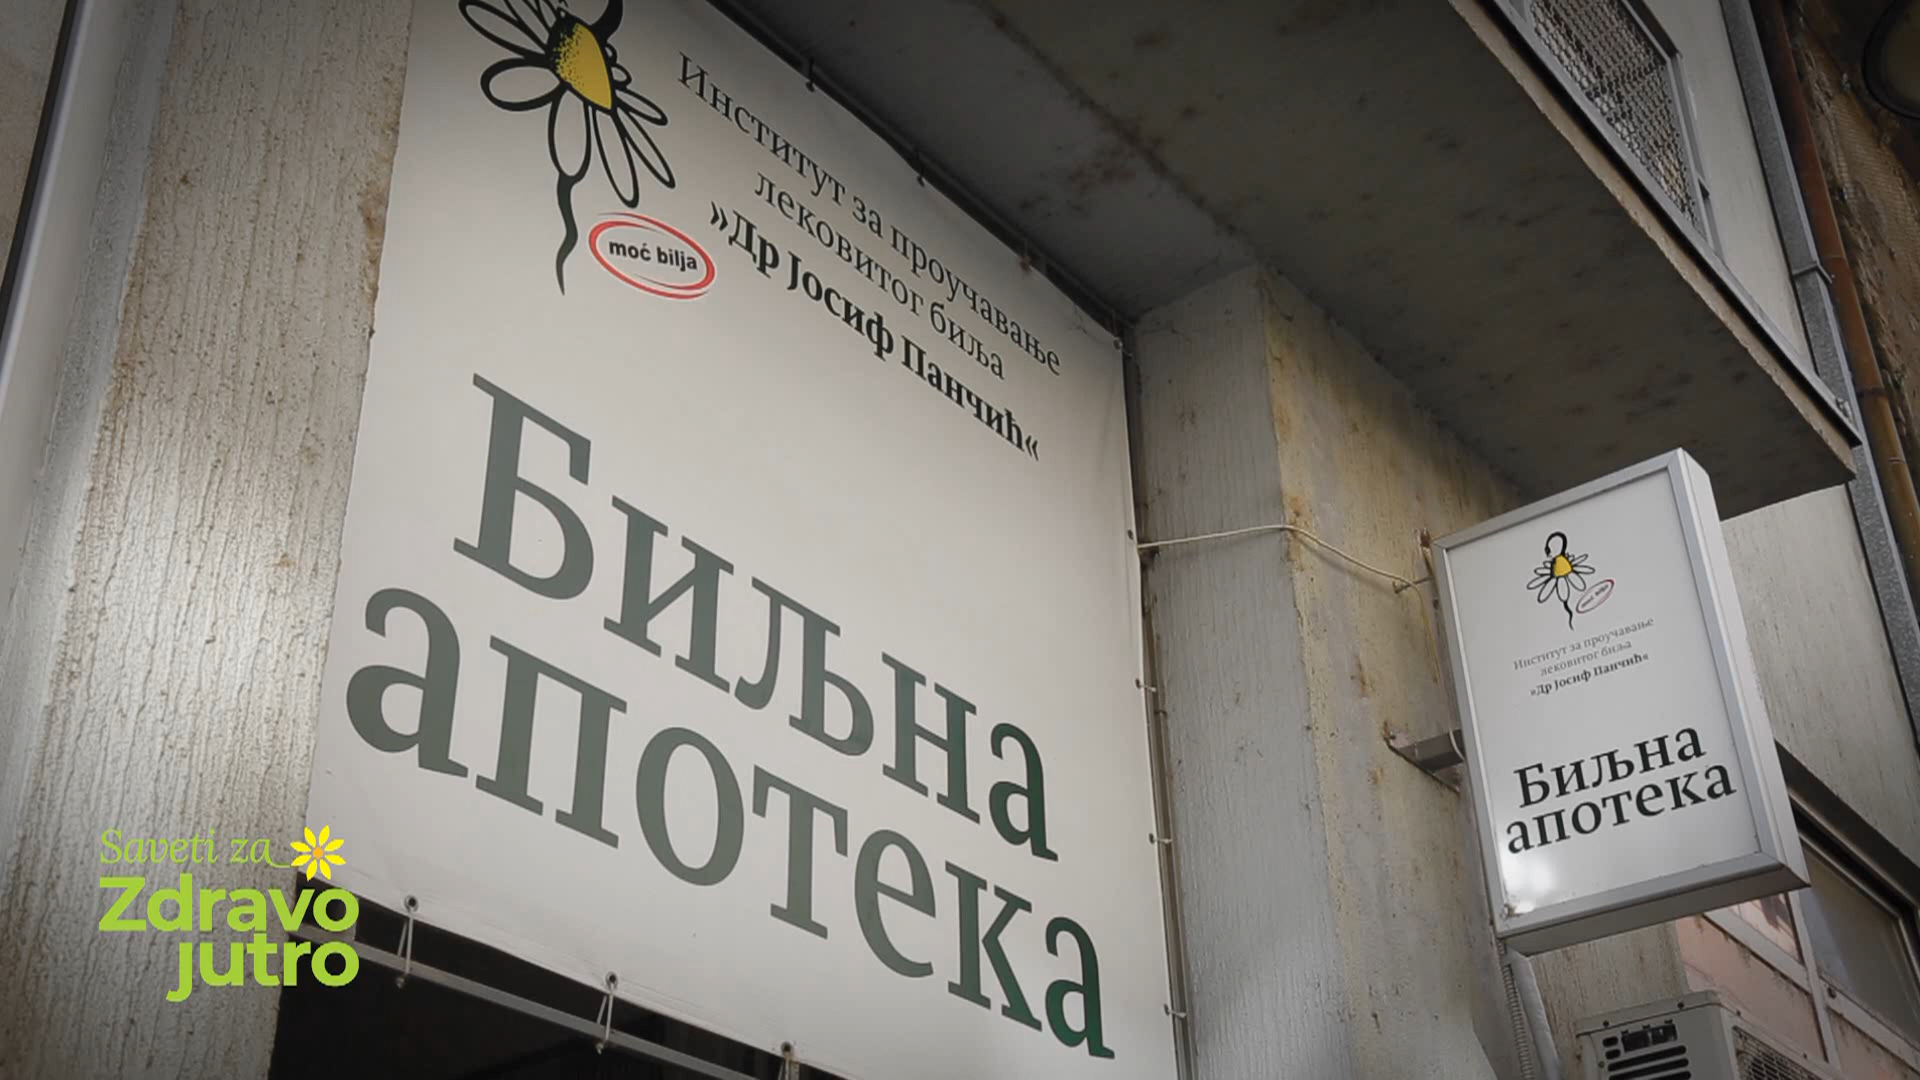 Институт за проучавање
лековитог биља
»Др Јосиф Панчић«
moć bilja
Биљна
апотека
moć bilja
Институт за проучавање
лековитог биља
»Др Јосиф Панчић«
Биљна
апотека
Saveti za
Zdravo
jutro